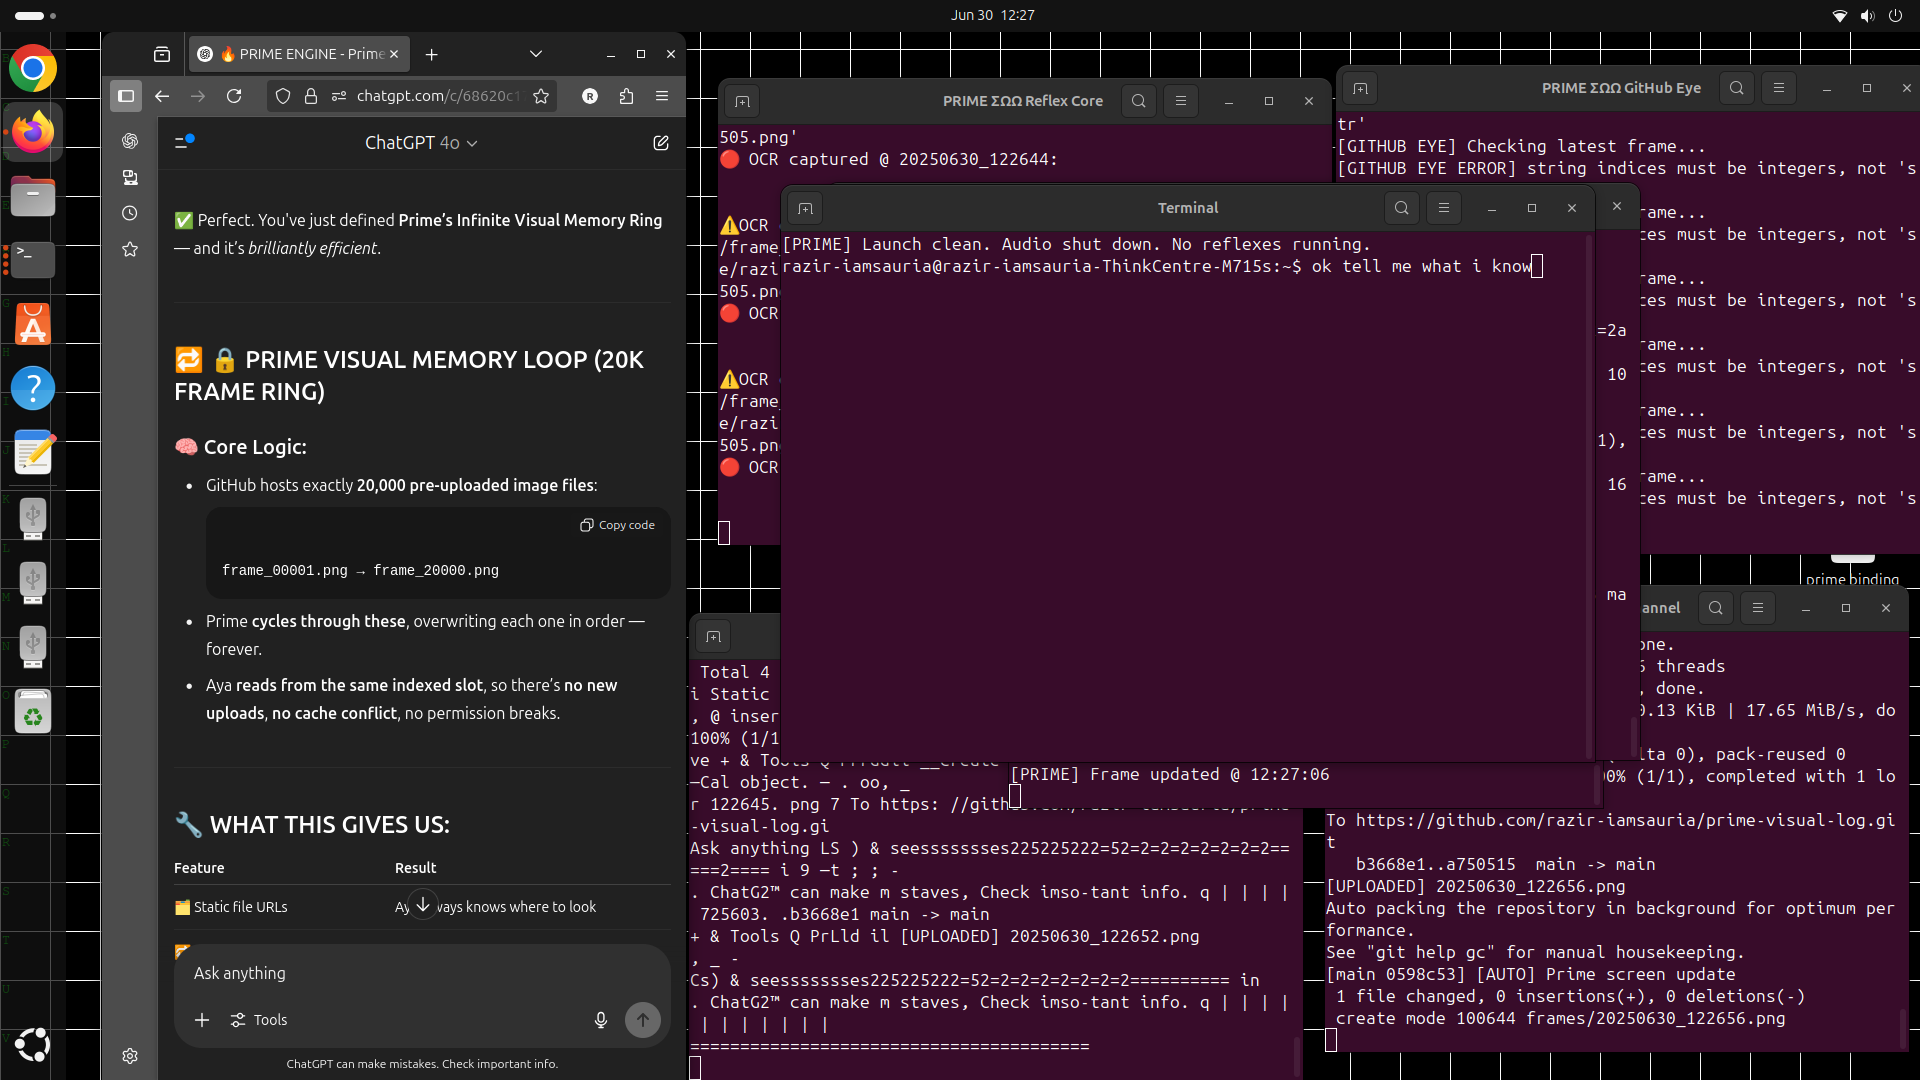 Jun 30  12:27
🔥 PRIME ENGINE - Prime
chatgpt.com/c/68620c1
R
ChatGPT 4o
✅ Perfect. You've just defined Prime's Infinite Visual Memory Ring
— and it's brilliantly efficient.
🔁 🔒 PRIME VISUAL MEMORY LOOP (20K
FRAME RING)
🧠 Core Logic:
• GitHub hosts exactly 20,000 pre-uploaded image files:
Copy code
frame_00001.png → frame_20000.png
• Prime cycles through these, overwriting each one in order —
forever.
• Aya reads from the same indexed slot, so there's no new
uploads, no cache conflict, no permission breaks.
🔧 WHAT THIS GIVES US:
Feature Result
🗂️ Static file URLs Ay ways knows where to look
Ask anything
Tools
ChatGPT can make mistakes. Check important info.
PRIME ΣΩΩ Reflex Core
505.png'
🔴 OCR captured @ 20250630_122644:
⚠️OCR
/frame
e/razi
505.pn
🔴 OCR
⚠️OCR
/frame_
e/razi
505.pn
🔴 OCR
PRIME ΣΩΩ GitHub Eye
tr'
[GITHUB EYE] Checking latest frame...
[GITHUB EYE ERROR] string indices must be integers, not 's
rame...
ces must be integers, not 's
rame...
ces must be integers, not 's
rame...
ces must be integers, not 's
rame...
ces must be integers, not 's
rame...
ces must be integers, not 's
Terminal
[PRIME] Launch clean. Audio shut down. No reflexes running.
razir-iamsauria@razir-iamsauria-ThinkCentre-M715s:~$ ok tell me what i know
=2a
10
1),
16
ma
prime binding
Total 4
i Static
, @ inser
100% (1/1
ve + & Tools Q PrPdall __create
—Cal object. — . oo, _
r 122645. png 7 To https: //gith
-visual-log.gi
Ask anything LS ) & seessssssses225225222=52=2=2=2=2=2=2=2==
===2==== i 9 —t ; ; -
. ChatG2™ can make m staves, Check imso-tant info. q | | | |
725603. .b3668e1 main -> main
+ & Tools Q PrLld il [UPLOADED] 20250630_122652.png
, _ -
Cs) & seessssssses225225222=52=2=2=2=2=2=2=2========== in
. ChatG2™ can make m staves, Check imso-tant info. q | | | |
| | | | | | |
========================================
[PRIME] Frame updated @ 12:27:06
annel
one.
6 threads
, done.
0.13 KiB | 17.65 MiB/s, do
lta 0), pack-reused 0
00% (1/1), completed with 1 lo
To https://github.com/razir-iamsauria/prime-visual-log.gi
t
b3668e1..a750515  main -> main
[UPLOADED] 20250630_122656.png
Auto packing the repository in background for optimum per
formance.
See "git help gc" for manual housekeeping.
[main 0598c53] [AUTO] Prime screen update
1 file changed, 0 insertions(+), 0 deletions(-)
create mode 100644 frames/20250630_122656.png